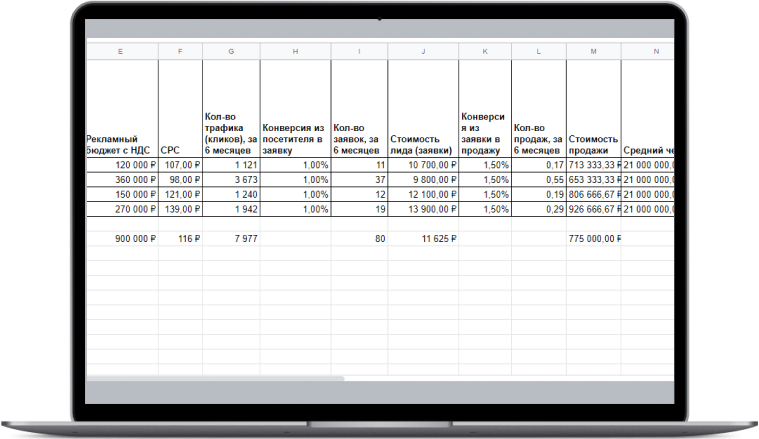 E F G H I J K L M N
Кол-во Конверси Кол-во
трафика Кол-во я из
Рекламный (кликов), за Конверсия из заявок, за Стоимость заявки в продаж, за Стоимость
бюджет с НДС CPC 6 месяцев посетителя в заявку 6 месяцев лида (заявки) продажу 6 месяцев продажи Средний
120 000 ₽ 107,00 ₽ 1 121 1,00% 11 10 700,00 ₽ 1,50% 0,17 713 333,33 ₽ 21 000 000,
360 000 ₽ 98,00 ₽ 3 673 1,00% 37 9 800,00 ₽ 1,50% 0,55 653 333,33 ₽ 21 000 000,
150 000 ₽ 121,00 ₽ 1 240 1,00% 12 12 100,00 ₽ 1,50% 0,19 806 666,67 ₽ 21 000 000,
270 000 ₽ 139,00 ₽ 1 942 1,00% 19 13 900,00 ₽ 1,50% 0,29 926 666,67 ₽ 21 000 000,
900 000 ₽ 116 ₽ 7 977 80 11 625 ₽ 775 000,00 ₽